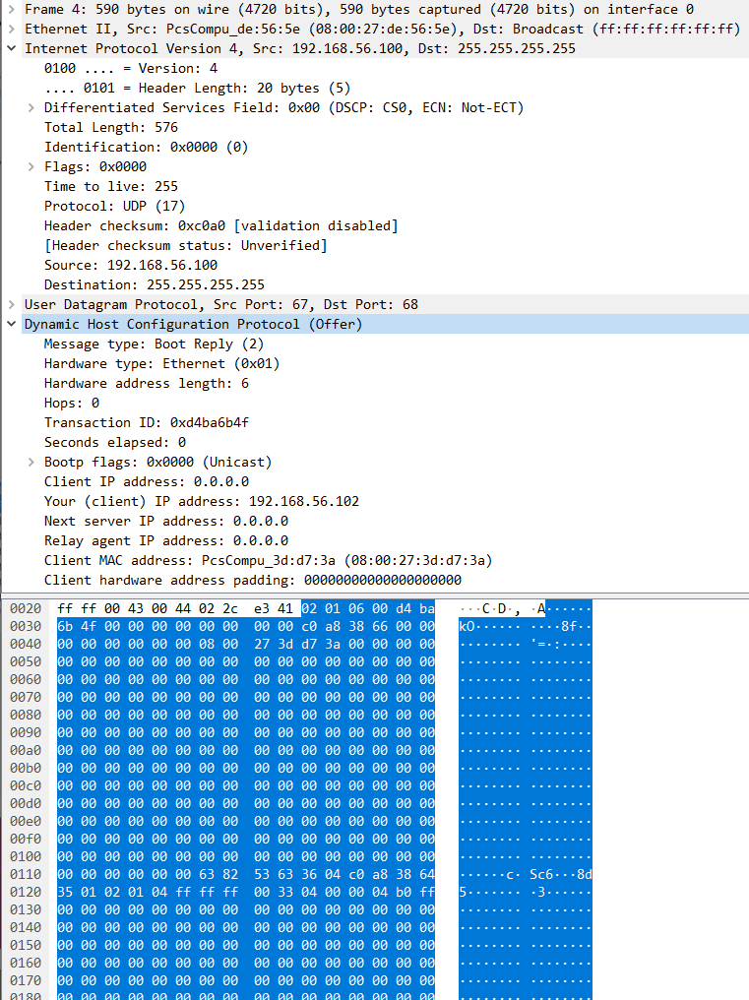 Frame 4: 590 bytes on wire (4720 bits), 590 bytes captured (4720 bits) on interface 0
Ethernet II, Src: PcsCompu_de:56:5e (08:00:27:de:56:5e), Dst: Broadcast (ff:ff:ff:ff:ff:ff)
Internet Protocol Version 4, Src: 192.168.56.100, Dst: 255.255.255.255
0100 .... = Version: 4
.... 0101 = Header Length: 20 bytes (5)
Differentiated Services Field: 0x00 (DSCP: CS0, ECN: Not-ECT)
Total Length: 576
Identification: 0x0000 (0)
Flags: 0x0000
Time to live: 255
Protocol: UDP (17)
Header checksum: 0xc0a0 [validation disabled]
[Header checksum status: Unverified]
Source: 192.168.56.100
Destination: 255.255.255.255
User Datagram Protocol, Src Port: 67, Dst Port: 68
Dynamic Host Configuration Protocol (Offer)
Message type: Boot Reply (2)
Hardware type: Ethernet (0x01)
Hardware address length: 6
Hops: 0
Transaction ID: 0xd4ba6b4f
Seconds elapsed: 0
Bootp flags: 0x0000 (Unicast)
Client IP address: 0.0.0.0
Your (client) IP address: 192.168.56.102
Next server IP address: 0.0.0.0
Relay agent IP address: 0.0.0.0
Client MAC address: PcsCompu_3d:d7:3a (08:00:27:3d:d7:3a)
Client hardware address padding: 00000000000000000000
0020 ff ff 00 43 00 44 02 2c e3 41 02 01 06 00 d4 ba ···C·D·, ·A······
0030 6b 4f 00 00 00 00 00 00 00 00 c0 a8 38 66 00 00 kO······ ····8f··
0040 00 00 00 00 00 00 08 00 27 3d d7 3a 00 00 00 00 ········ '=·:····
0050 00 00 00 00 00 00 00 00 00 00 00 00 00 00 00 00 ········ ········
0060 00 00 00 00 00 00 00 00 00 00 00 00 00 00 00 00 ········ ········
0070 00 00 00 00 00 00 00 00 00 00 00 00 00 00 00 00 ········ ········
0080 00 00 00 00 00 00 00 00 00 00 00 00 00 00 00 00 ········ ········
0090 00 00 00 00 00 00 00 00 00 00 00 00 00 00 00 00 ········ ········
00a0 00 00 00 00 00 00 00 00 00 00 00 00 00 00 00 00 ········ ········
00b0 00 00 00 00 00 00 00 00 00 00 00 00 00 00 00 00 ········ ········
00c0 00 00 00 00 00 00 00 00 00 00 00 00 00 00 00 00 ········ ········
00d0 00 00 00 00 00 00 00 00 00 00 00 00 00 00 00 00 ········ ········
00e0 00 00 00 00 00 00 00 00 00 00 00 00 00 00 00 00 ········ ········
00f0 00 00 00 00 00 00 00 00 00 00 00 00 00 00 00 00 ········ ········
0100 00 00 00 00 00 00 00 00 00 00 00 00 00 00 00 00 ········ ········
0110 00 00 00 00 00 00 63 82 53 63 36 04 c0 a8 38 64 ······c· Sc6···8d
0120 35 01 02 01 04 ff ff ff 00 33 04 00 00 04 b0 ff 5······· ·3······
0130 00 00 00 00 00 00 00 00 00 00 00 00 00 00 00 00 ········ ········
0140 00 00 00 00 00 00 00 00 00 00 00 00 00 00 00 00 ········ ········
0150 00 00 00 00 00 00 00 00 00 00 00 00 00 00 00 00 ········ ········
0160 00 00 00 00 00 00 00 00 00 00 00 00 00 00 00 00 ········ ········
0170 00 00 00 00 00 00 00 00 00 00 00 00 00 00 00 00 ········ ········
0180 00 00 00 00 00 00 00 00 00 00 00 00 00 00 00 00 ········ ········